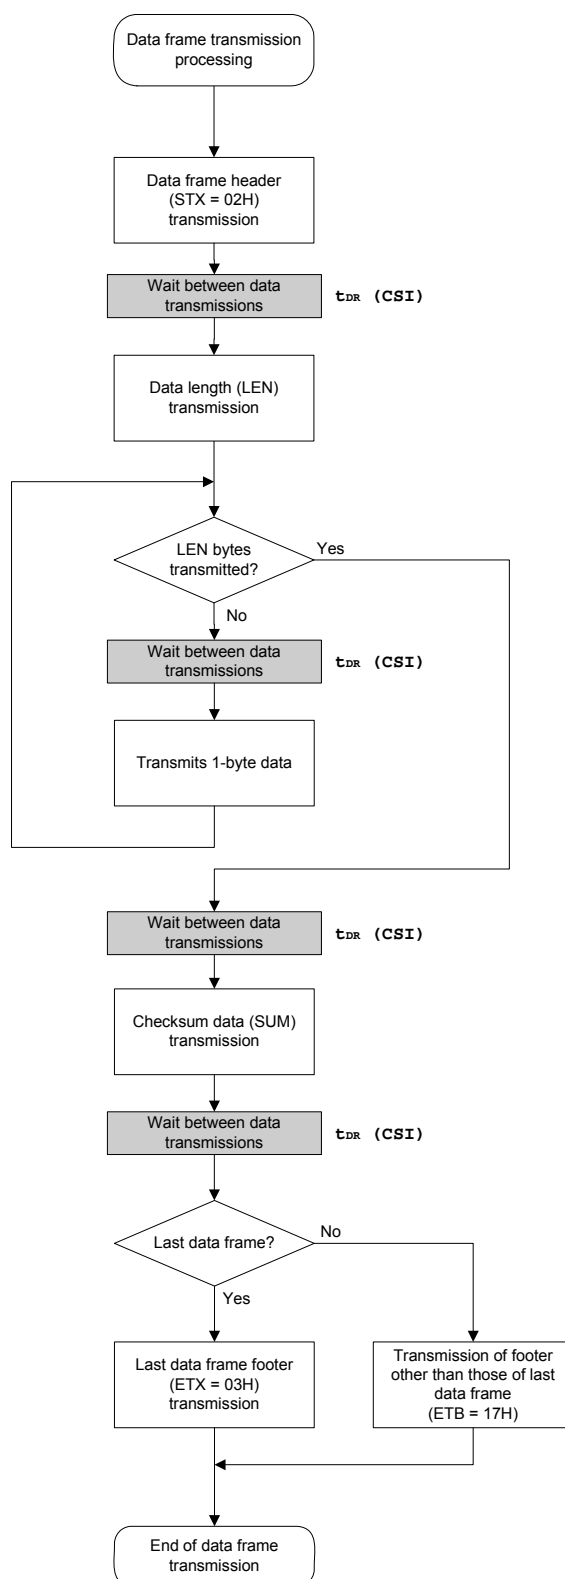 Data frame transmission
processing
Data frame header
(STX = 02H)
transmission
Wait between data
transmissions
tDR (CSI)
Data length (LEN)
transmission
LEN bytes
transmitted?
Yes
No
Wait between data
transmissions
tDR (CSI)
Transmits 1-byte data
Wait between data
transmissions
tDR (CSI)
Checksum data (SUM)
transmission
Wait between data
transmissions
tDR (CSI)
Last data frame?
No
Yes
Last data frame footer
(ETX = 03H)
transmission
Transmission of footer
other than those of last
data frame
(ETB = 17H)
End of data frame
transmission